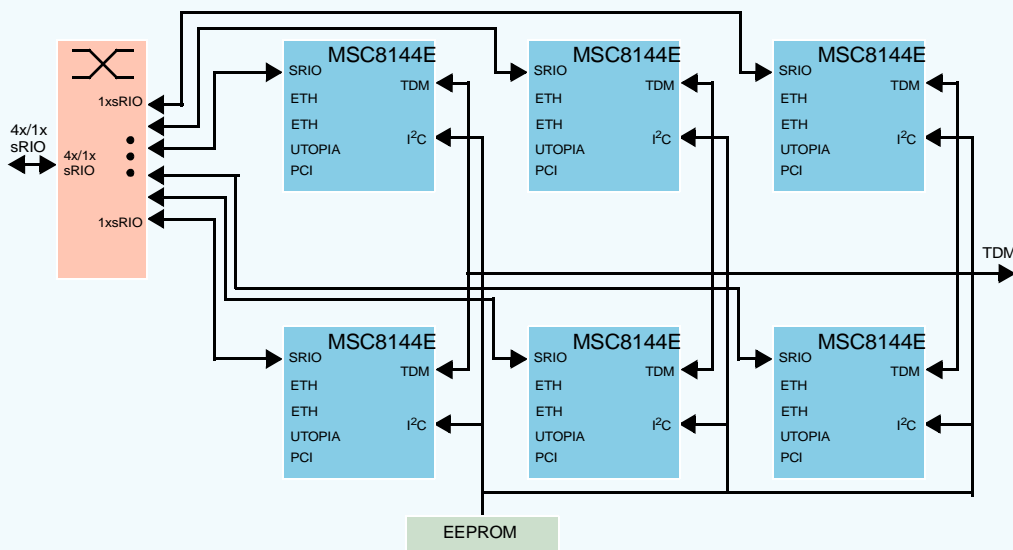 4x/1x
sRIO
1xsRIO
4x/1x
sRIO
1xsRIO
MSC8144E
SRIO
TDM
ETH
ETH
I²C
UTOPIA
PCI
MSC8144E
SRIO
TDM
ETH
ETH
I²C
UTOPIA
PCI
MSC8144E
SRIO
TDM
ETH
ETH
I²C
UTOPIA
PCI
TDM
MSC8144E
SRIO
TDM
ETH
ETH
I²C
UTOPIA
PCI
MSC8144E
SRIO
TDM
ETH
ETH
I²C
UTOPIA
PCI
MSC8144E
SRIO
TDM
ETH
ETH
I²C
UTOPIA
PCI
EEPROM